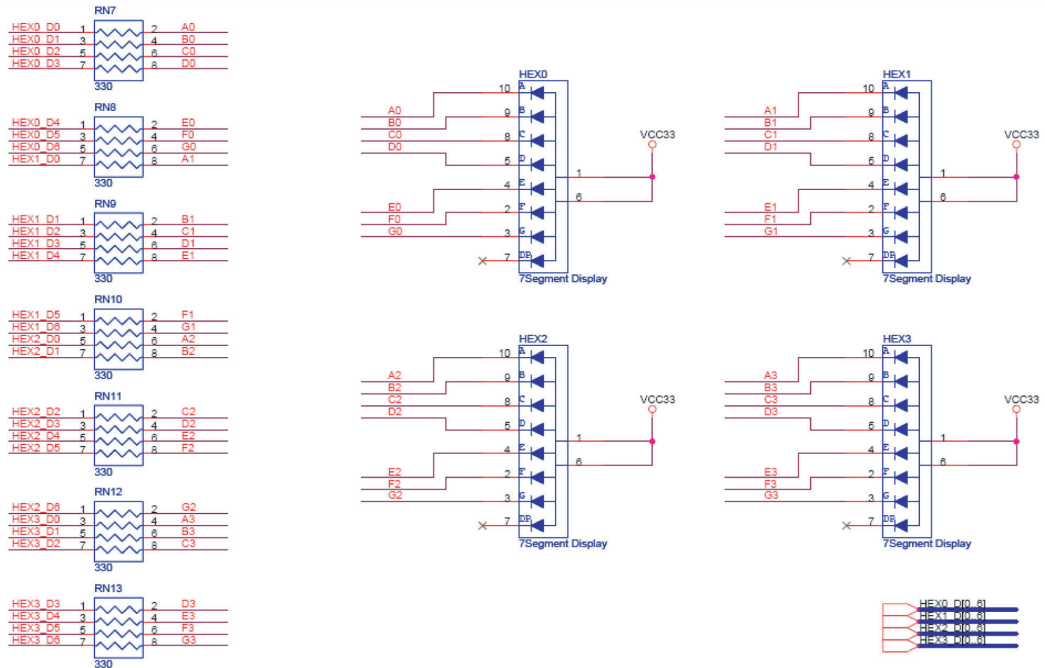 RN7
HEX0_D0 1 2 A0
HEX0_D1 3 4 B0
HEX0_D2 5 6 C0
HEX0_D3 7 8 D0
330
RN8
HEX0_D4 1 2 E0
HEX0_D5 3 4 F0
HEX0_D6 5 6 G0
HEX1_D0 7 8 A1
330
RN9
HEX1_D1 1 2 B1
HEX1_D2 3 4 C1
HEX1_D3 5 6 D1
HEX1_D4 7 8 E1
330
RN10
HEX1_D5 1 2 F1
HEX1_D6 3 4 G1
HEX2_D0 5 6 A2
HEX2_D1 7 8 B2
330
RN11
HEX2_D2 1 2 C2
HEX2_D3 3 4 D2
HEX2_D4 5 6 E2
HEX2_D5 7 8 F2
330
RN12
HEX2_D6 1 2 G2
HEX3_D0 3 4 A3
HEX3_D1 5 6 B3
HEX3_D2 7 8 C3
330
RN13
HEX3_D3 1 2 D3
HEX3_D4 3 4 E3
HEX3_D5 5 6 F3
HEX3_D6 7 8 G3
330
HEX0
10 A
A0
B0 9 B
C0 8 C
D0
5 D
VCC33
1
4 E
6
E0
F0 2 F
G0 3 G
7 DP
7Segment Display
HEX1
10 A
A1
B1 9 B
C1 8 C
D1
5 D
VCC33
1
4 E
6
E1
F1 2 F
G1 3 G
7 DP
7Segment Display
HEX2
10 A
A2
B2 9 B
C2 8 C
D2
5 D
VCC33
1
4 E
6
E2
F2 2 F
G2 3 G
7 DP
7Segment Display
HEX3
10 A
A3
B3 9 B
C3 8 C
D3
5 D
VCC33
1
4 E
6
E3
F3 2 F
G3 3 G
7 DP
7Segment Display
HEX0_D[0..6]
HEX1_D[0..6]
HEX2_D[0..6]
HEX3_D[0..6]